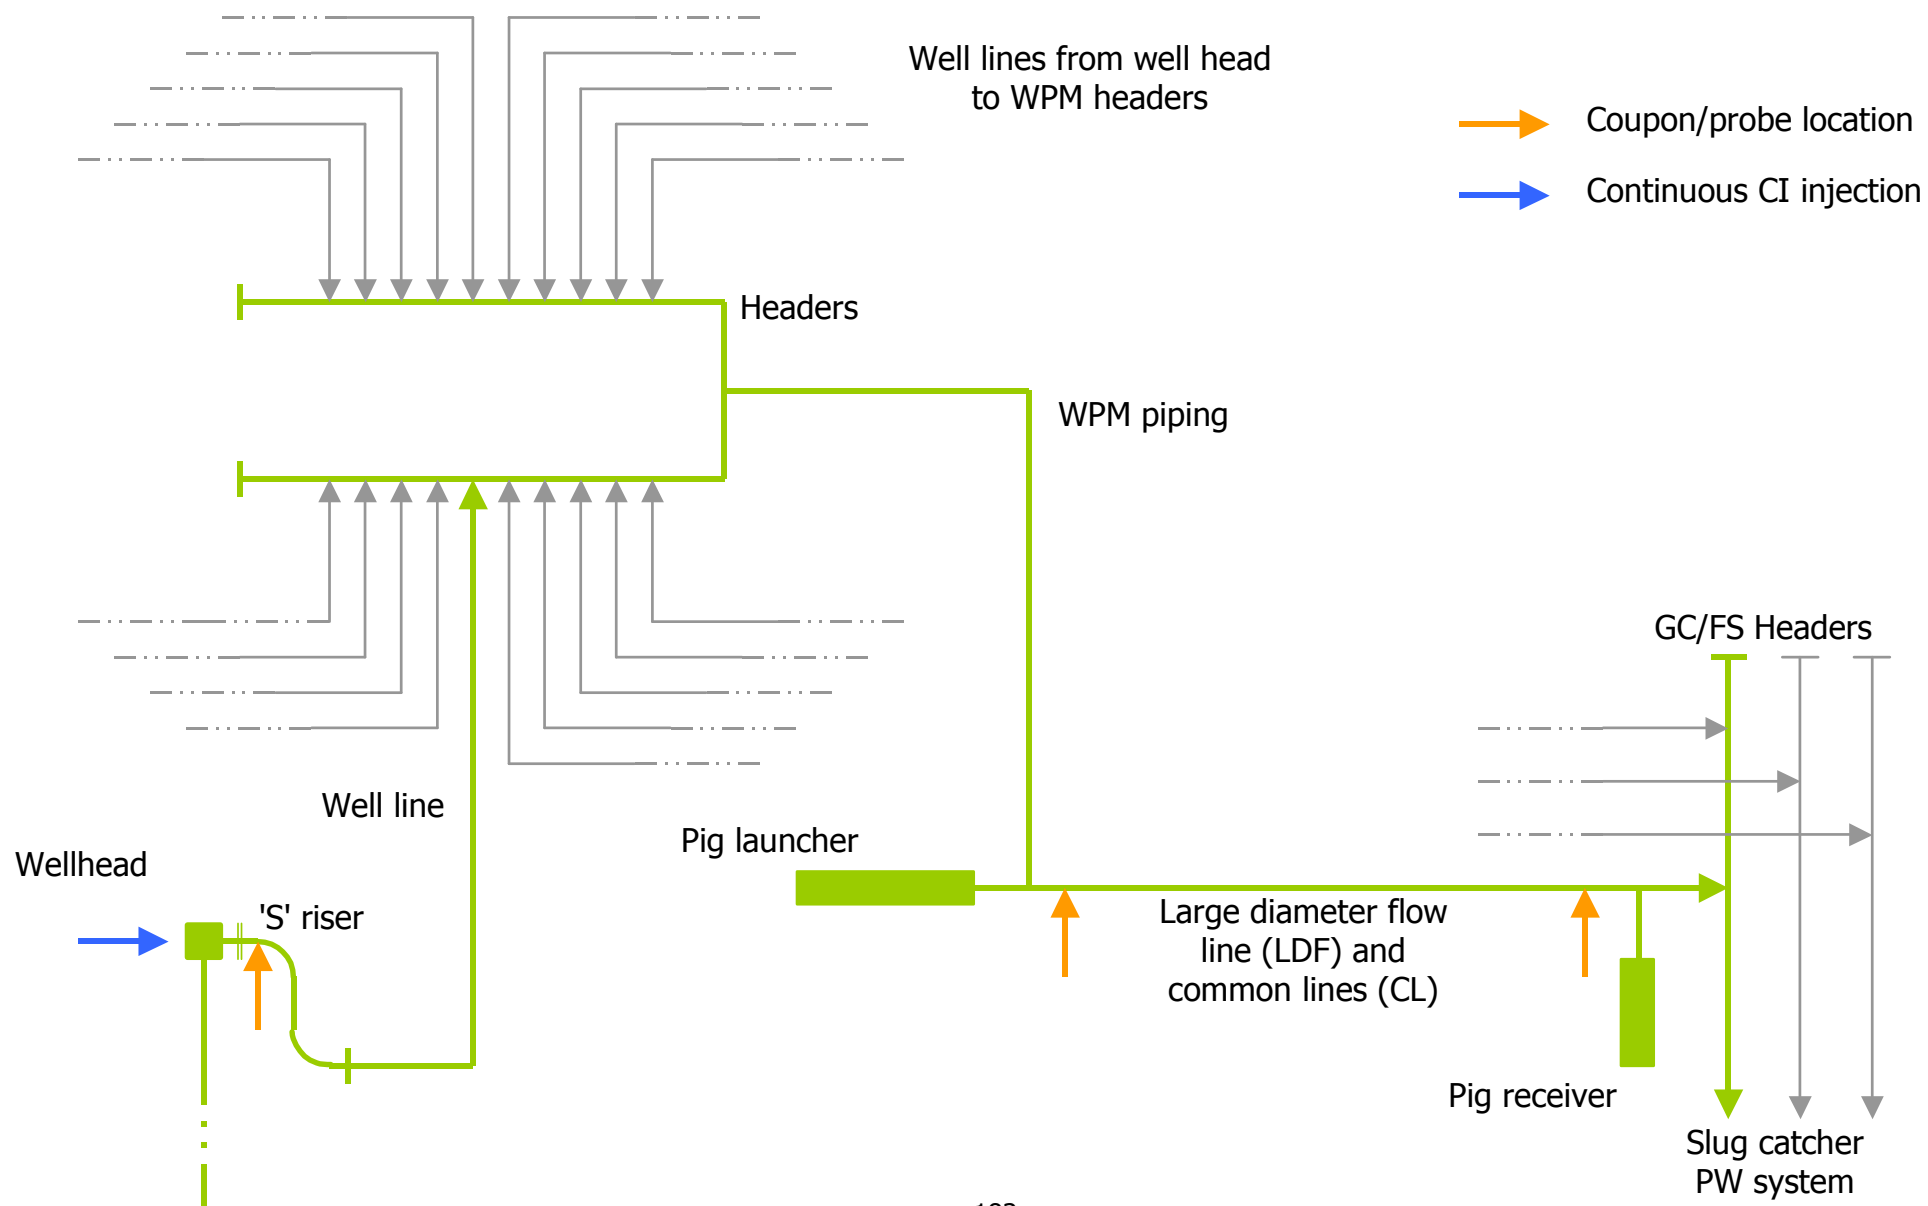 Well lines from well head
to WPM headers
Coupon/probe location
Continuous CI injection
Headers
WPM piping
GC/FS Headers
Well line
Pig launcher
Wellhead
'S' riser
Large diameter flow
line (LDF) and
common lines (CL)
Pig receiver
Slug catcher
PW system